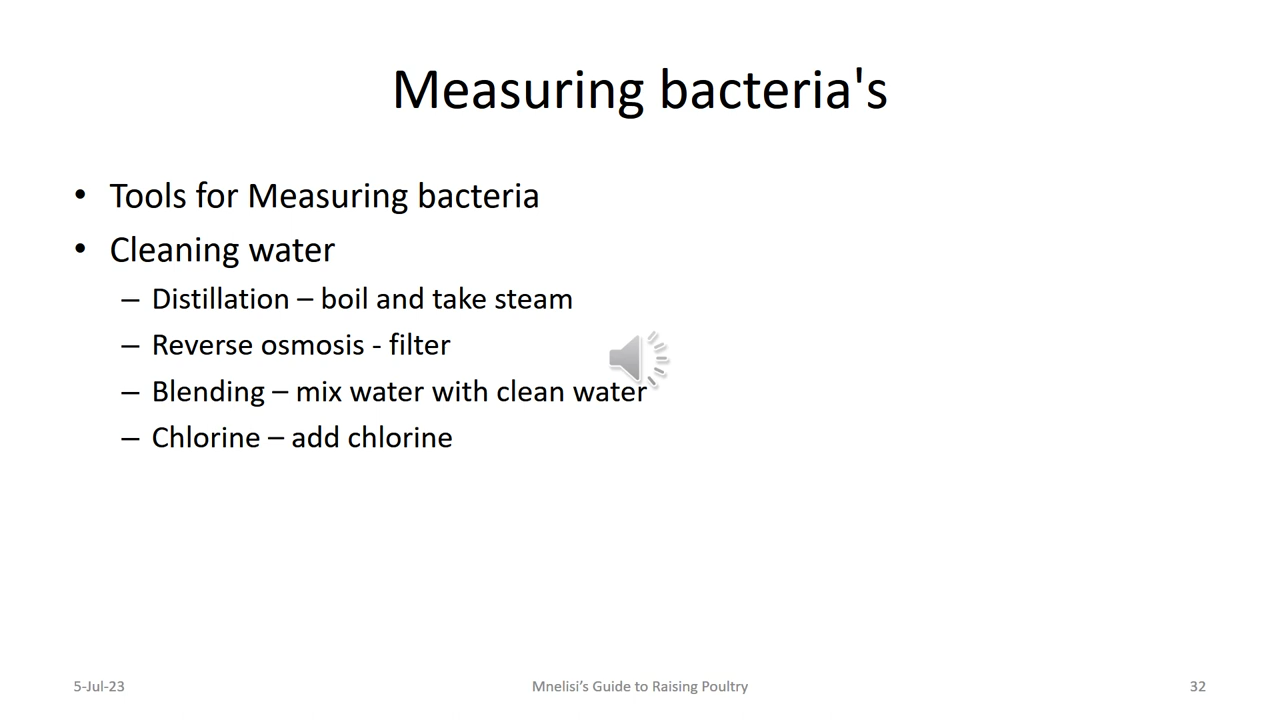 Measuring bacteria's
• Tools for Measuring bacteria
• Cleaning water
– Distillation – boil and take steam
– Reverse osmosis - filter
– Blending – mix water with clean water
– Chlorine – add chlorine
5-Jul-23
Mnelisi’s Guide to Raising Poultry
32